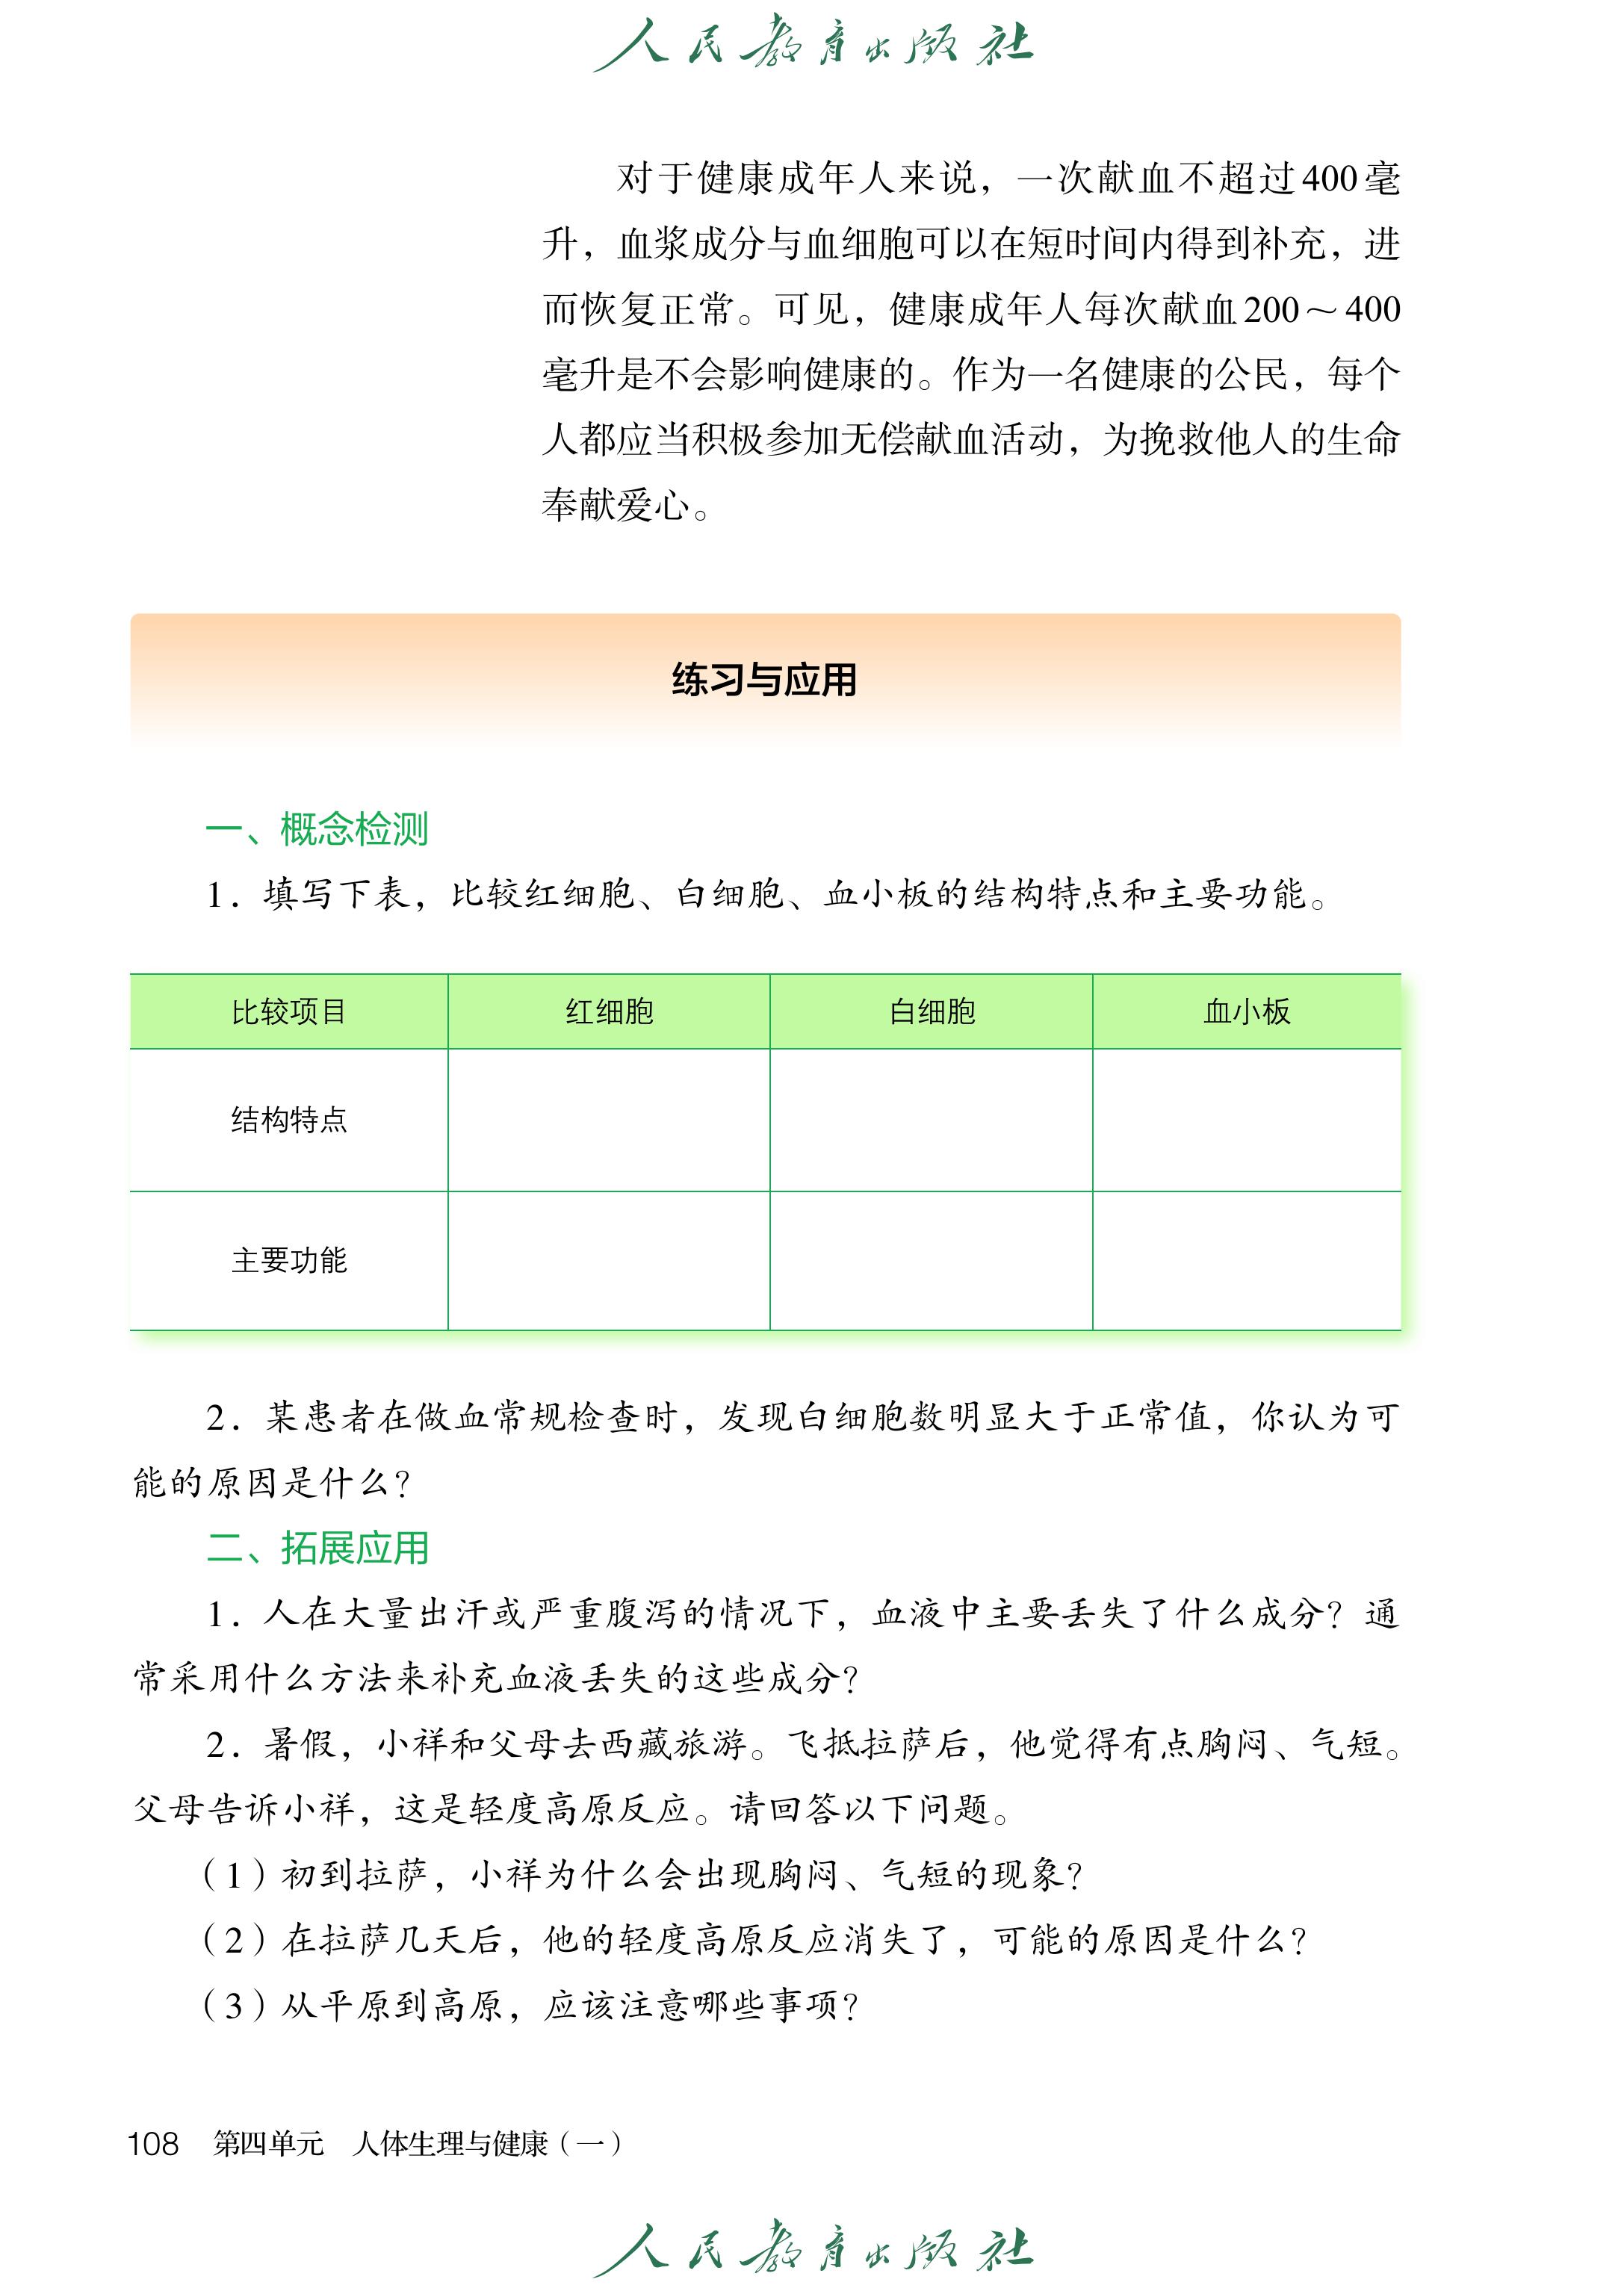 人民教育出版社
对于健康成年人来说，一次献血不超过400毫
升，血浆成分与血细胞可以在短时间内得到补充，进
而恢复正常。可见，健康成年人每次献血200～400
毫升是不会影响健康的。作为一名健康的公民，每个
人都应当积极参加无偿献血活动，为挽救他人的生命
奉献爱心。
练习与应用
一、概念检测
1. 填写下表，比较红细胞、白细胞、血小板的结构特点和主要功能。
比较项目 红细胞 白细胞 血小板
结构特点
主要功能
2. 某患者在做血常规检查时，发现白细胞数明显大于正常值，你认为可
能的原因是什么？
二、拓展应用
1. 人在大量出汗或严重腹泻的情况下，血液中主要丢失了什么成分？通
常采用什么方法来补充血液丢失的这些成分？
2. 暑假，小祥和父母去西藏旅游。飞抵拉萨后，他觉得有点胸闷、气短。
父母告诉小祥，这是轻度高原反应。请回答以下问题。
（1）初到拉萨，小祥为什么会出现胸闷、气短的现象？
（2）在拉萨几天后，他的轻度高原反应消失了，可能的原因是什么？
（3）从平原到高原，应该注意哪些事项？
108 第四单元 人体生理与健康（一）
人民教育出版社